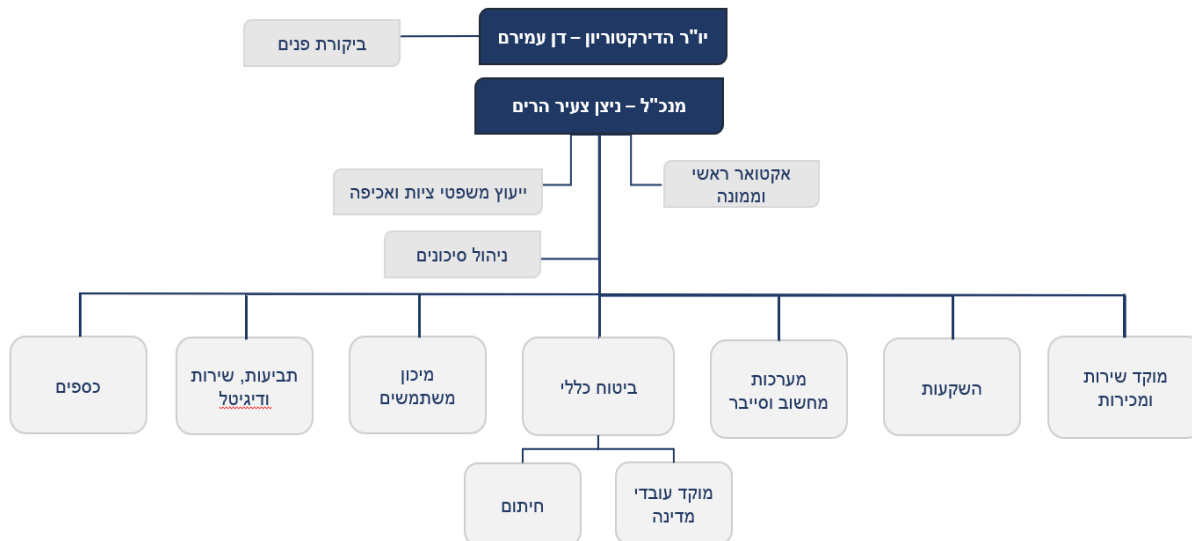 יו"ר הדירקטוריון – דן עמירם
ביקורת פנים
מנכ"ל – ניצן צעיר הרים
אקטואר ראשי
וממונה
ייעוץ משפטי ציות ואכיפה
ניהול סיכונים
מוקד שירות
ומכירות
השקעות
מערכות
מחשוב וסייבר
ביטוח כללי
מיכון
משתמשים
תביעות, שירות
ודיגיטל
כספים
מוקד עובדי
מדינה
חיתום